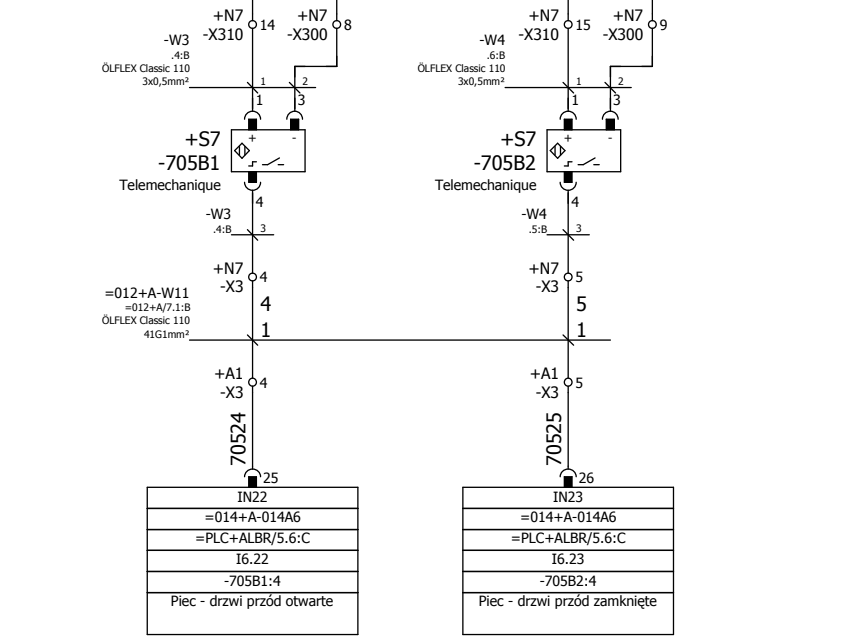 +N7
-X310
14
+N7
-X300
8
-W3
.4:B
ÖLFLEX Classic 110
3x0,5mm²
1
2
1
3
+S7
-705B1
Telemechanique
+
-
4
-W3
.4:B
3
+N7
-X3
4
=012+A-W11
=012+A/7.1:B
ÖLFLEX Classic 110
41G1mm²
4
1
+A1
-X3
4
70524
25
IN22
=014+A-014A6
=PLC+ALBR/5.6:C
I6.22
-705B1:4
Piec - drzwi przód otwarte
+N7
-X310
15
+N7
-X300
9
-W4
.6:B
ÖLFLEX Classic 110
3x0,5mm²
1
2
1
3
+S7
-705B2
Telemechanique
+
-
4
-W4
.5:B
3
+N7
-X3
5
5
1
+A1
-X3
5
70525
26
IN23
=014+A-014A6
=PLC+ALBR/5.6:C
I6.23
-705B2:4
Piec - drzwi przód zamknięte